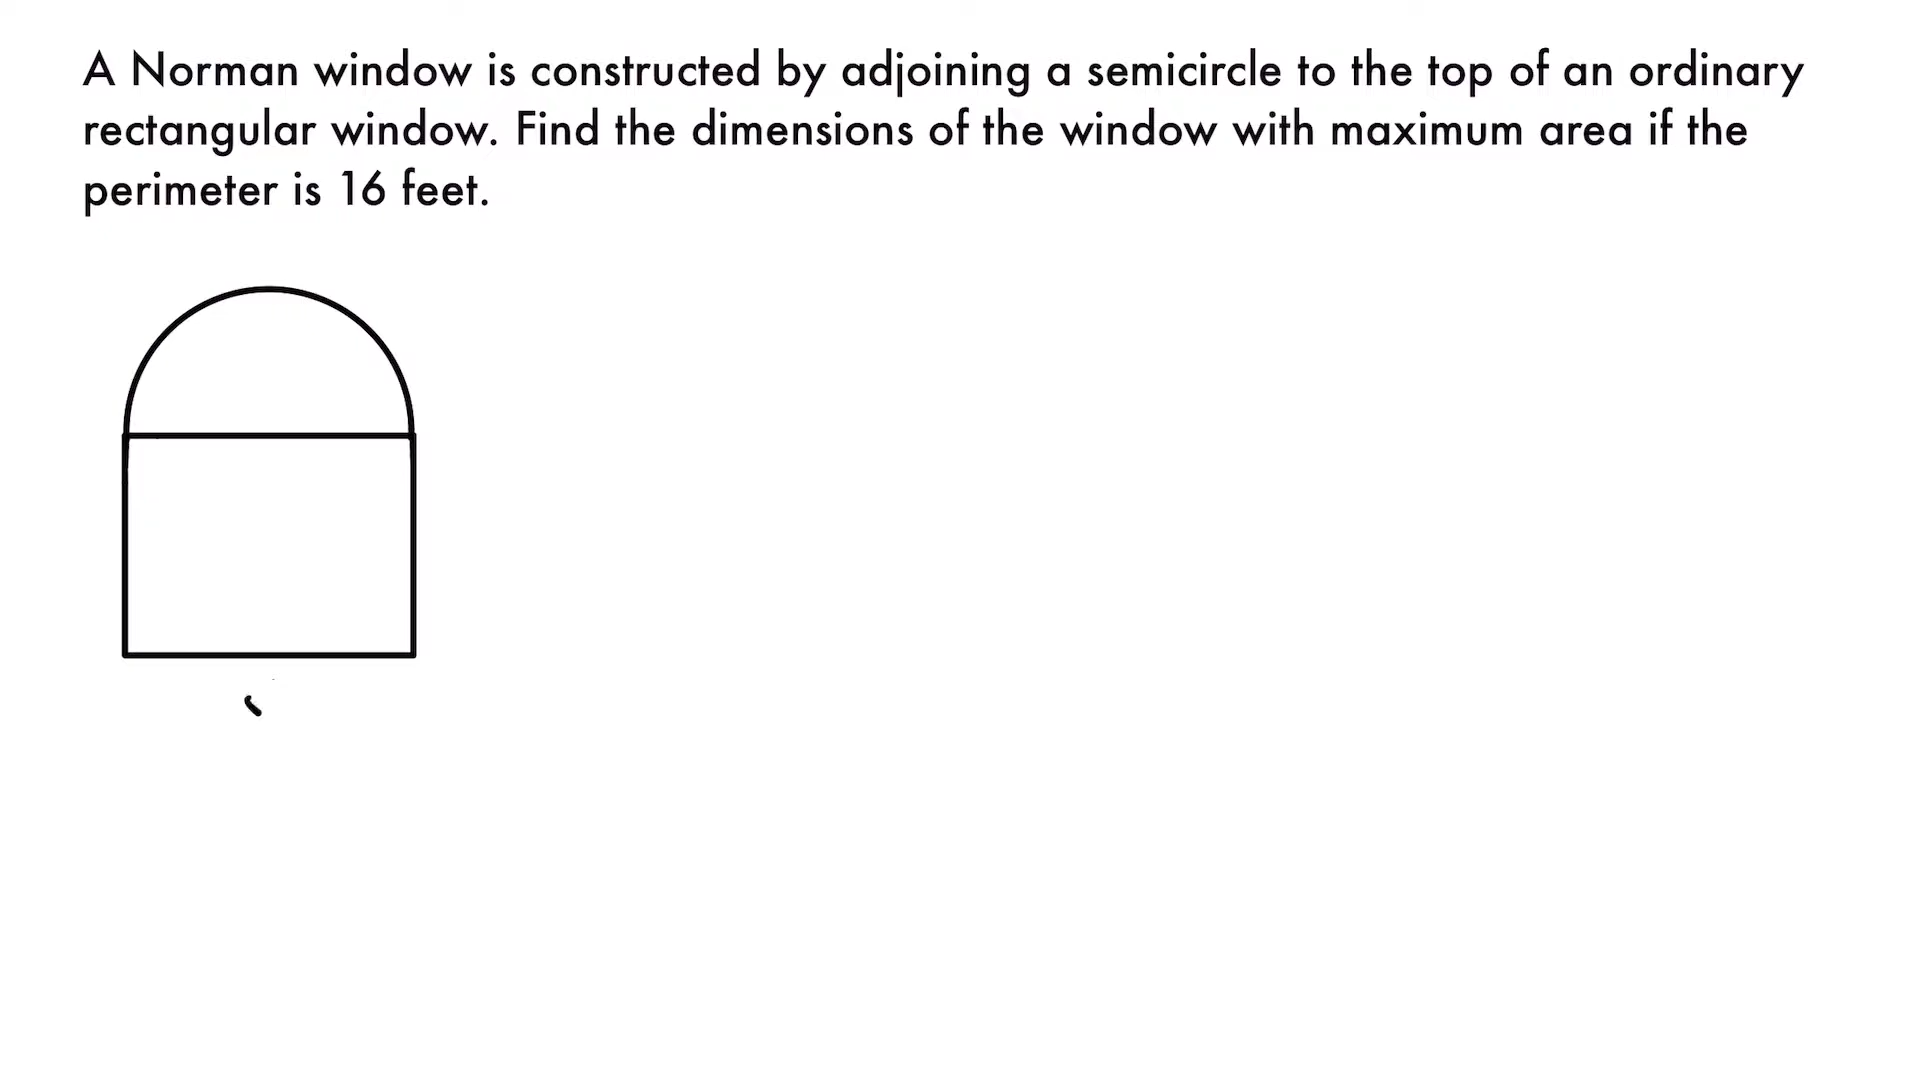 A Norman window is constructed by adjoining a semicircle to the top of an ordinary
rectangular window. Find the dimensions of the window with maximum area if the
perimeter is 16 feet.